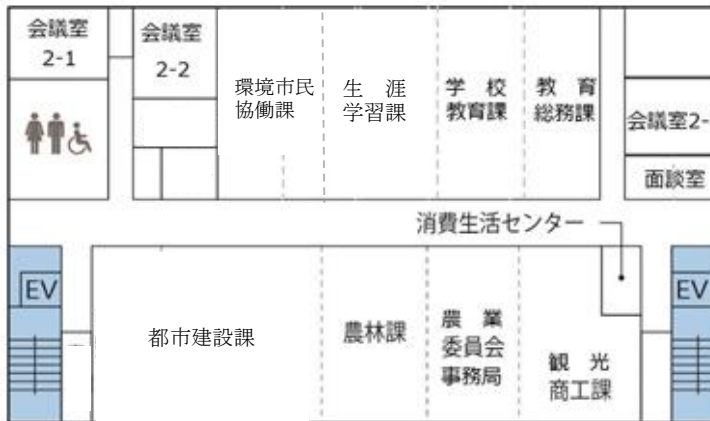 会議室
2-1
会議室
2-2
環境市民
協働課
生涯
学習課
学校
教育課
教育
総務課
会議室2-
面談室
消費生活センター
EV
EV
都市建設課
農林課
農業
委員会
事務局
観光
商工課